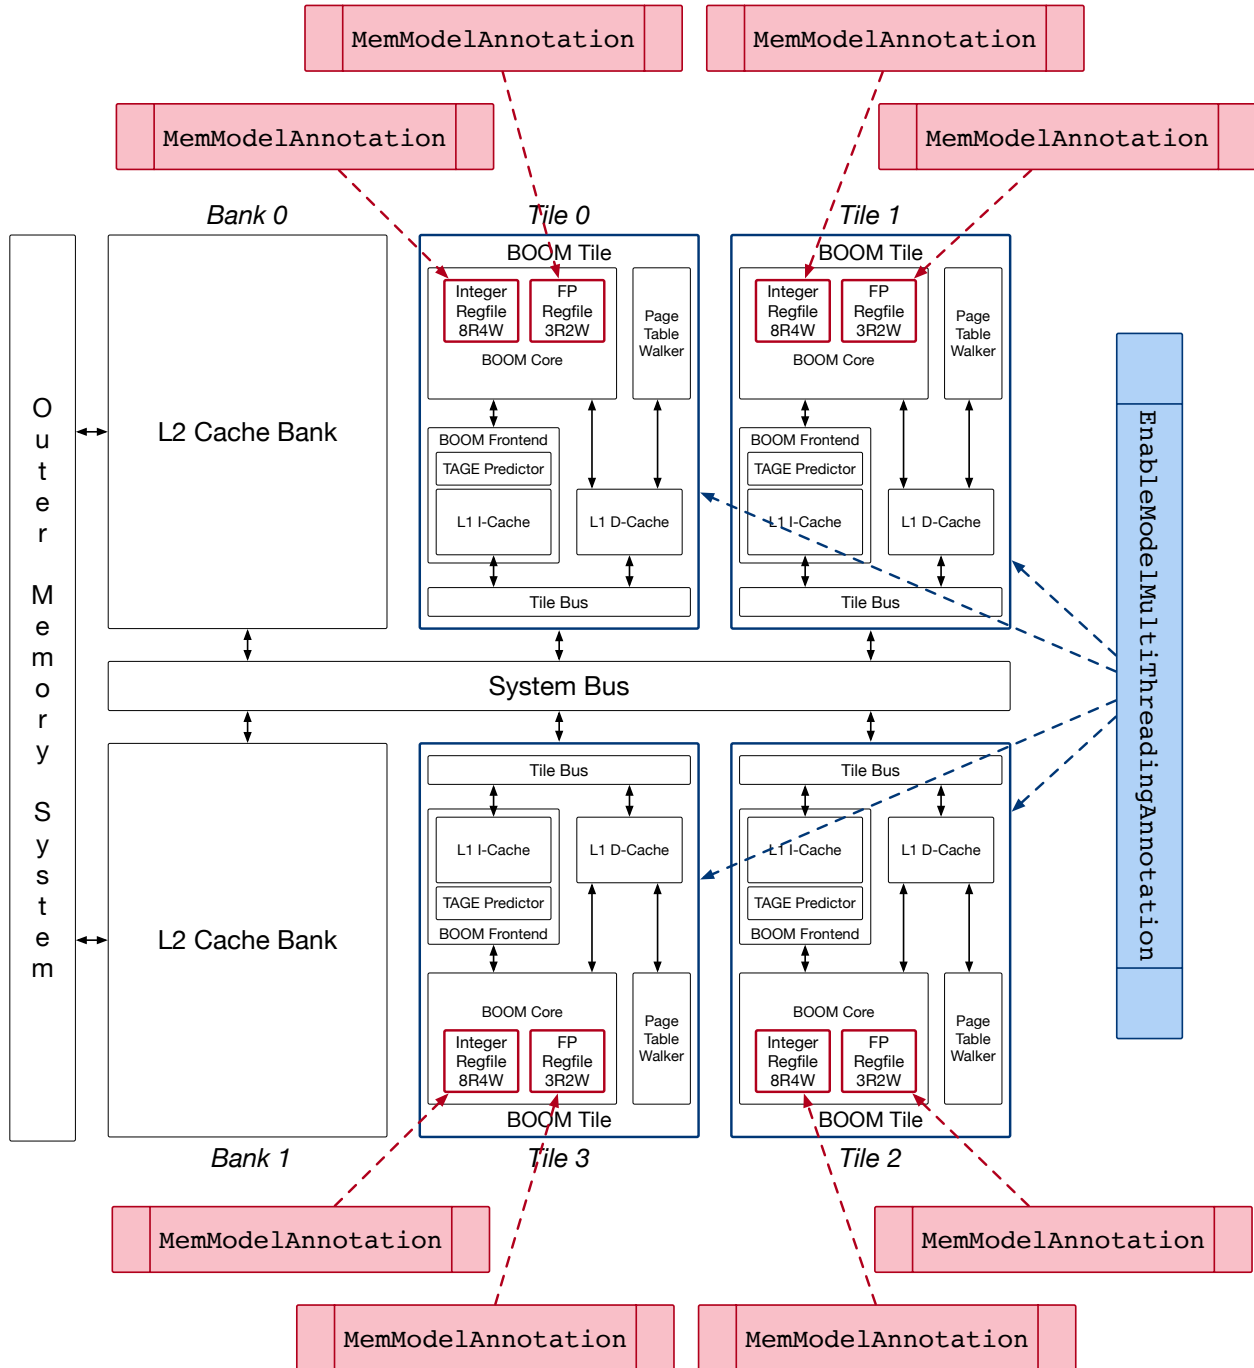 MemModelAnnotation
MemModelAnnotation
MemModelAnnotation
MemModelAnnotation
Bank 0
Tile 0
Tile 1
Outer Memory System
L2 Cache Bank
BOOM Tile
Integer
Regfile
8R4W
FP
Regfile
3R2W
BOOM Core
Page
Table
Walker
BOOM Frontend
TAGE Predictor
L1 I-Cache
L1 D-Cache
Tile Bus
BOOM Tile
Integer
Regfile
8R4W
FP
Regfile
3R2W
BOOM Core
Page
Table
Walker
BOOM Frontend
TAGE Predictor
L1 I-Cache
L1 D-Cache
Tile Bus
EnableModelMultiThreadingAnnotation
System Bus
L2 Cache Bank
Tile Bus
L1 I-Cache
L1 D-Cache
TAGE Predictor
BOOM Frontend
BOOM Core
Integer
Regfile
8R4W
FP
Regfile
3R2W
Page
Table
Walker
BOOM Tile
Tile Bus
L1 I-Cache
L1 D-Cache
TAGE Predictor
BOOM Frontend
BOOM Core
Integer
Regfile
8R4W
FP
Regfile
3R2W
Page
Table
Walker
BOOM Tile
Bank 1
Tile 3
Tile 2
MemModelAnnotation
MemModelAnnotation
MemModelAnnotation
MemModelAnnotation